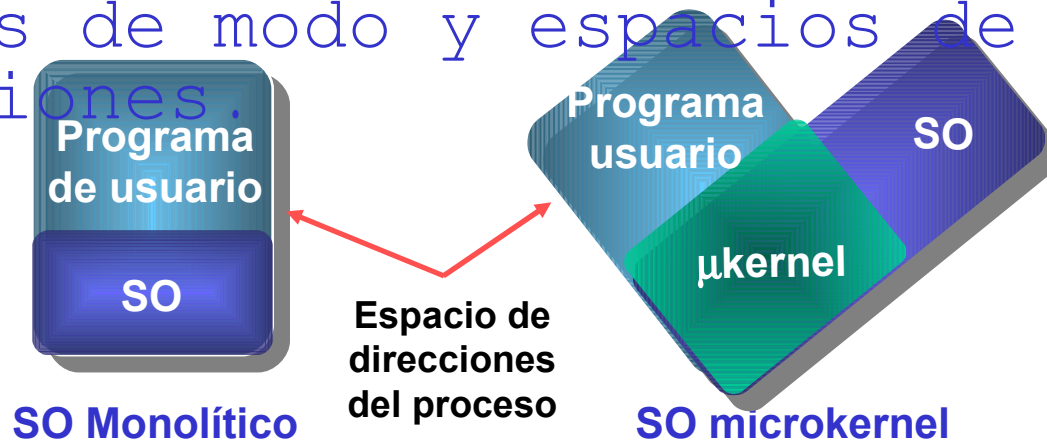 s de modo y espacios de
iones.
Programa
de usuario
SO
SO Monolítico
Espacio de
direcciones
del proceso
Programa
usuario
SO
µkernel
SO microkernel